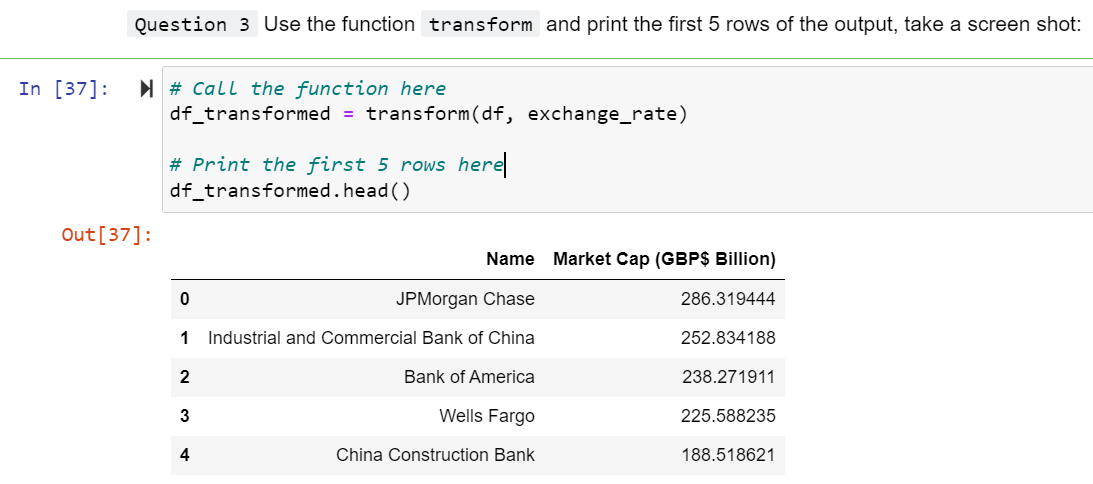 Question 3 Use the function transform and print the first 5 rows of the output, take a screen shot:
In [37]: # Call the function here
df_transformed = transform(df, exchange_rate)
# Print the first 5 rows here
df_transformed.head()
Out[37]:
Name Market Cap (GBP$ Billion)
0 JPMorgan Chase 286.319444
1 Industrial and Commercial Bank of China 252.834188
2 Bank of America 238.271911
3 Wells Fargo 225.588235
4 China Construction Bank 188.518621